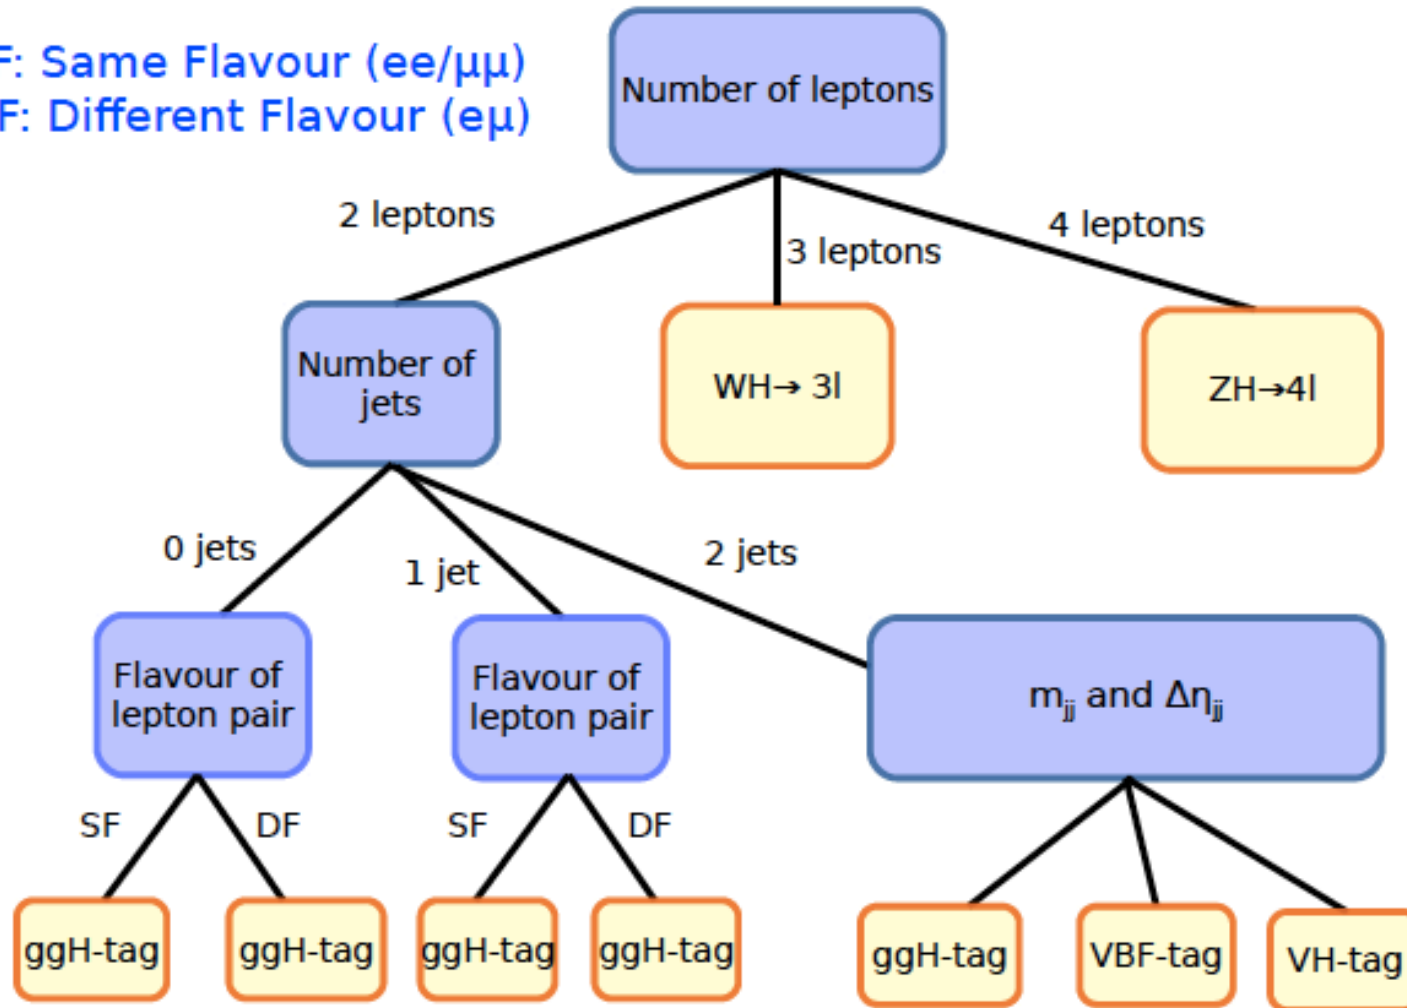 F: Same Flavour (ee/μμ)
F: Different Flavour (eμ)
Number of leptons
2 leptons
3 leptons
4 leptons
Number of
jets
WH→ 3l
ZH→4l
0 jets
1 jet
2 jets
Flavour of
lepton pair
Flavour of
lepton pair
mjj and Δηjj
SF
DF
SF
DF
ggH-tag
ggH-tag
ggH-tag
ggH-tag
ggH-tag
VBF-tag
VH-tag